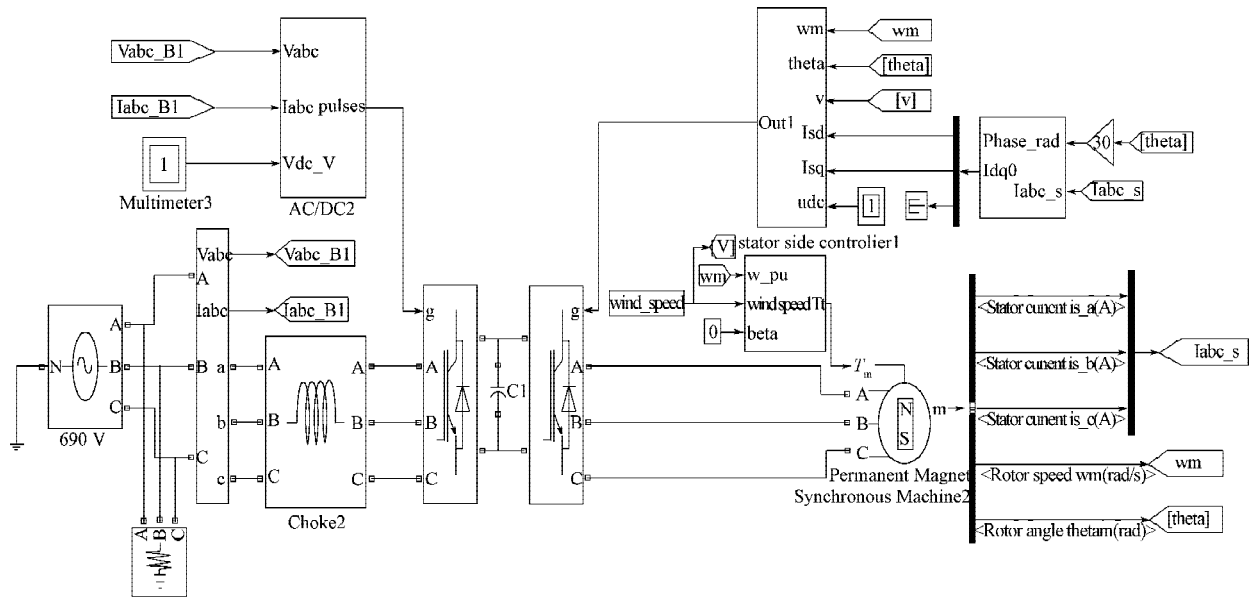 Vabc_B1
Vabc
Iabc_B1
Iabc pulses
1
Vdc_V
Multimeter3
AC/DC2
wm
wm
theta
[theta]
v
[v]
Out1
Isd
Isq
udc
1
Phase_rad
30
[theta]
Idq0
Iabc_s
Iabc_s
stator side controlier1
[V]
wm
w_pu
wind_speed
windspeed Tt
0
beta
Vabc
Vabc_B1
A
Iabc
Iabc_B1
N
A
B
C
690 V
B
a
b
C
c
A
A
B
B
C
C
Choke2
g
A
B
C
C1
g
A
B
C
Tm
A
B
C
N
S
m
Permanent Magnet
Synchronous Machine2
<Stator cunent is_a(A)>
<Stator cunent is_b(A)>
<Stator cunent is_c(A)>
Iabc_s
<Rotor speed wm(rad/s)>
wm
<Rotor angle thetam(rad)>
[theta]
A
B
C